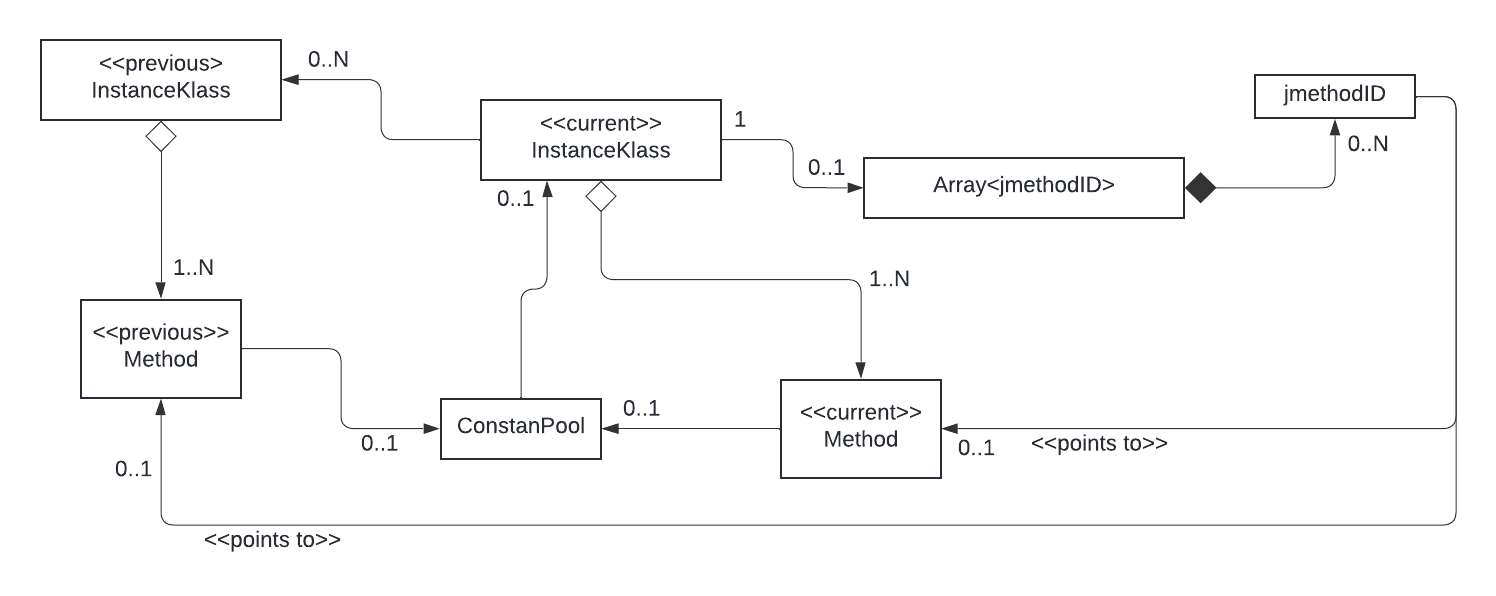 <<previous>
InstanceKlass
0..N
<<current>>
InstanceKlass
1
0..1
Array<jmethodID>
jmethodID
0..N
0..1
1..N
1..N
<<previous>>
Method
0..1
ConstanPool
0..1
<<current>>
Method
0..1
<<points to>>
0..1
<<points to>>